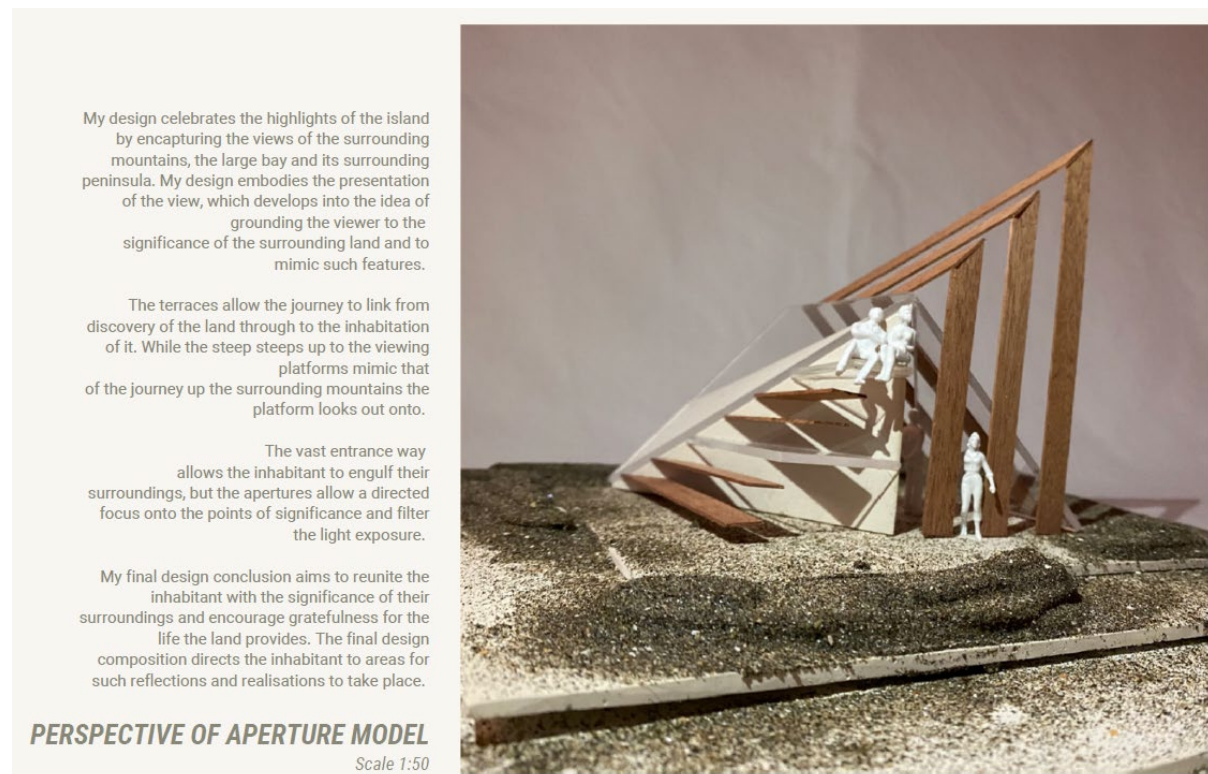 My design celebrates the highlights of the island
by encapturing the views of the surrounding
mountains, the large bay and its surrounding
peninsula. My design embodies the presentation
of the view, which develops into the idea of
grounding the viewer to the
significance of the surrounding land and to
mimic such features.
The terraces allow the journey to link from
discovery of the land through to the inhabitation
of it. While the steep steeps up to the viewing
platforms mimic that
of the journey up the surrounding mountains the
platform looks out onto.
The vast entrance way
allows the inhabitant to engulf their
surroundings, but the apertures allow a directed
focus onto the points of significance and filter
the light exposure.
My final design conclusion aims to reunite the
inhabitant with the significance of their
surroundings and encourage gratefulness for the
life the land provides. The final design
composition directs the inhabitant to areas for
such reflections and realisations to take place.
PERSPECTIVE OF APERTURE MODEL
Scale 1:50